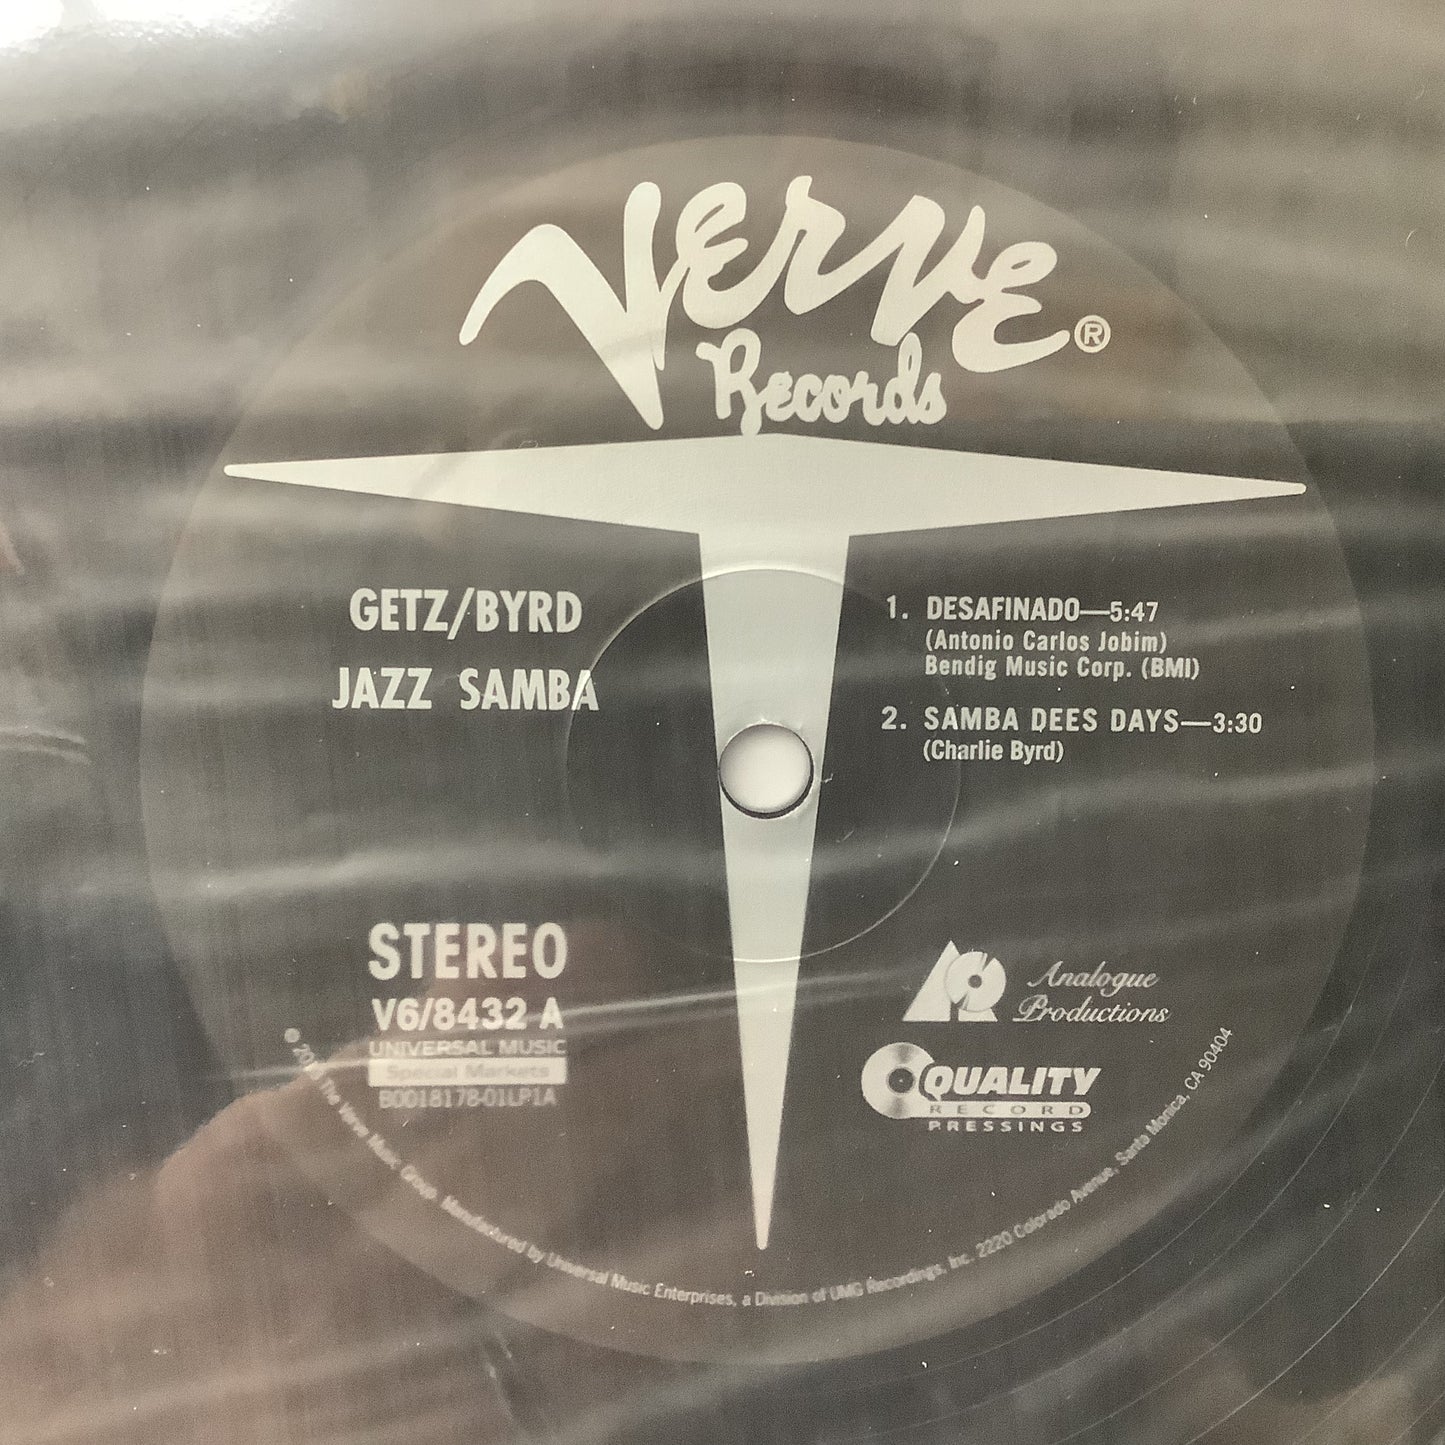 Verve®
Records
GETZ/BYRD
JAZZ SAMBA
1. DESAFINADO—5:47
(Antonio Carlos Jobim)
Bendig Music Corp. (BMI)
2. SAMBA DEES DAYS—3:30
(Charlie Byrd)
STEREO
V6/8432 A
UNIVERSAL MUSIC
Special Markets
B0018178-01LP1A
Analogue
Productions
QUALITY
RECORD
PRESSINGS
The Verve Music Group. Manufactured by Universal Music Enterprises, a Division of UMG Recordings, Inc. 2220 Colorado Avenue, Santa Monica, CA 90404